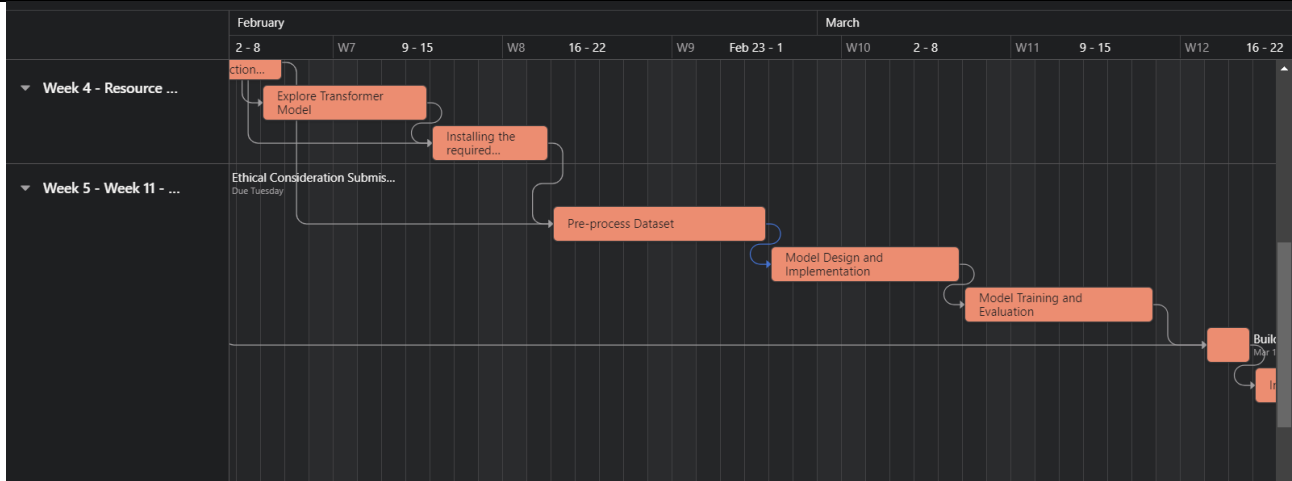 February March
2 - 8 W7 9 - 15 W8 16 - 22 W9 Feb 23 - 1 W10 2 - 8 W11 9 - 15 W12 16 - 22
ction...
Week 4 - Resource ...
Explore Transformer
Model
Installing the
required...
Week 5 - Week 11 - ...
Ethical Consideration Submis...
Due Tuesday
Pre-process Dataset
Model Design and
Implementation
Model Training and
Evaluation
Buil
Mar 1